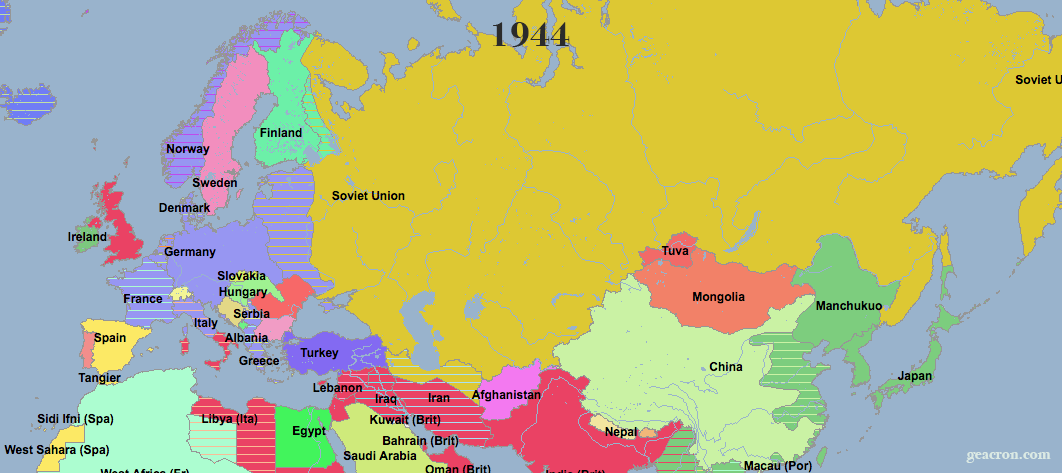 1944
Soviet U
Finland
Norway
Sweden
Soviet Union
Denmark
Ireland
Germany
Tuva
Slovakia
Hungary
France
Mongolia
Manchukuo
Serbia
Italy
Spain
Albania
Turkey
Greece
China
Tangier
Japan
Lebanon
Iraq
Iran
Afghanistan
Sidi Ifni (Spa)
Libya (Ita)
Kuwait (Brit)
Egypt
Nepal
Bahrain (Brit)
West Sahara (Spa)
Saudi Arabia
geacron.com
Macau (Por)
Oman (Brit)
West Africa (Fr)
India (Brit)